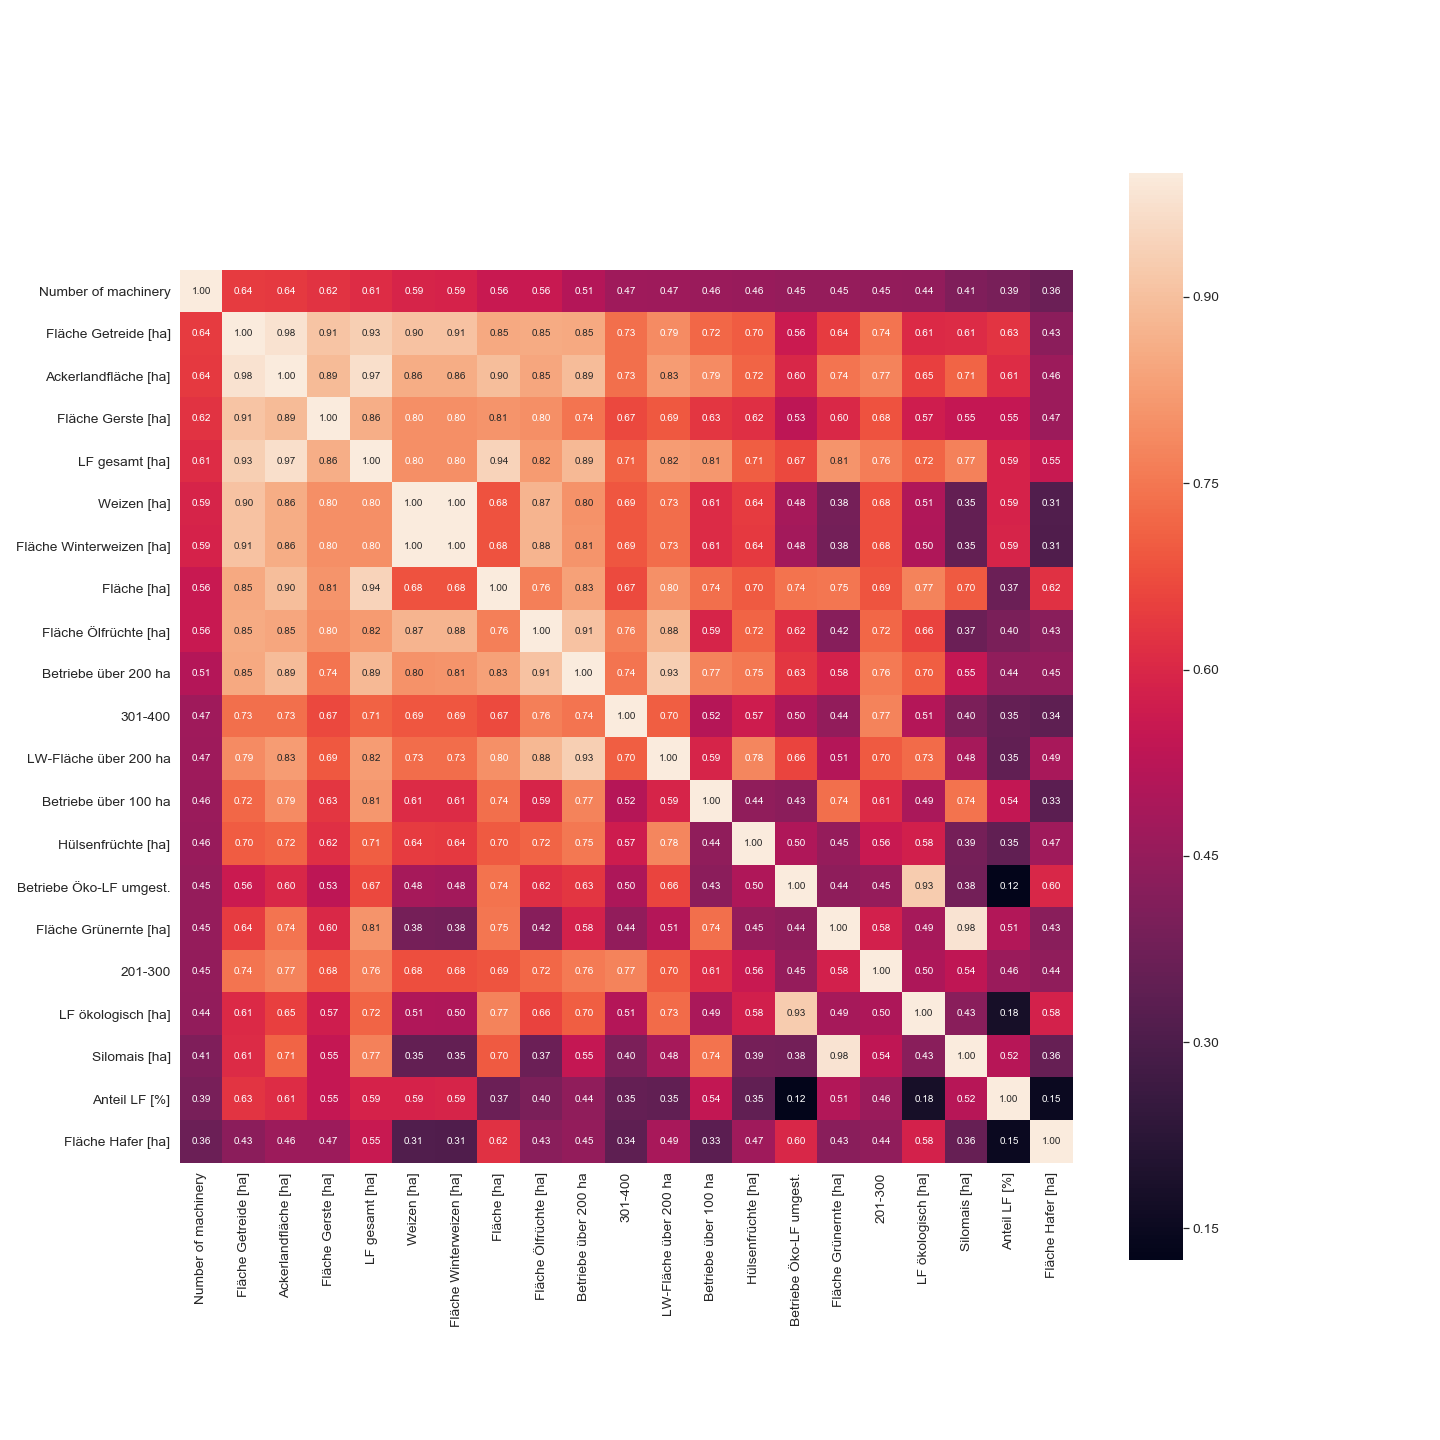 Number of machinery 1.00 0.64 0.64 0.62 0.61 0.59 0.59 0.56 0.56 0.51 0.47 0.47 0.46 0.46 0.45 0.45 0.45 0.44 0.41 0.39 0.36
0.90
Fläche Getreide [ha] 0.64 1.00 0.98 0.91 0.93 0.90 0.91 0.85 0.85 0.85 0.73 0.79 0.72 0.70 0.56 0.64 0.74 0.61 0.61 0.63 0.43
Ackerlandfläche [ha] 0.64 0.98 1.00 0.89 0.97 0.86 0.86 0.90 0.85 0.89 0.73 0.83 0.79 0.72 0.60 0.74 0.77 0.65 0.71 0.61 0.46
Fläche Gerste [ha] 0.62 0.91 0.89 1.00 0.86 0.80 0.80 0.81 0.80 0.74 0.67 0.69 0.63 0.62 0.53 0.60 0.68 0.57 0.55 0.55 0.47
LF gesamt [ha] 0.61 0.93 0.97 0.86 1.00 0.80 0.80 0.94 0.82 0.89 0.71 0.82 0.81 0.71 0.67 0.81 0.76 0.72 0.77 0.59 0.55
0.75
Weizen [ha] 0.59 0.90 0.86 0.80 0.80 1.00 1.00 0.68 0.87 0.80 0.69 0.73 0.61 0.64 0.48 0.38 0.68 0.51 0.35 0.59 0.31
Fläche Winterweizen [ha] 0.59 0.91 0.86 0.80 0.80 1.00 1.00 0.68 0.88 0.81 0.69 0.73 0.61 0.64 0.48 0.38 0.68 0.50 0.35 0.59 0.31
Fläche [ha] 0.56 0.85 0.90 0.81 0.94 0.68 0.68 1.00 0.76 0.83 0.67 0.80 0.74 0.70 0.74 0.75 0.69 0.77 0.70 0.37 0.62
Fläche Ölfrüchte [ha] 0.56 0.85 0.85 0.80 0.82 0.87 0.88 0.76 1.00 0.91 0.76 0.88 0.59 0.72 0.62 0.42 0.72 0.66 0.37 0.40 0.43
0.60
Betriebe über 200 ha 0.51 0.85 0.89 0.74 0.89 0.80 0.81 0.83 0.91 1.00 0.74 0.93 0.77 0.75 0.63 0.58 0.76 0.70 0.55 0.44 0.45
301-400 0.47 0.73 0.73 0.67 0.71 0.69 0.69 0.67 0.76 0.74 1.00 0.70 0.52 0.57 0.50 0.44 0.77 0.51 0.40 0.35 0.34
LW-Fläche über 200 ha 0.47 0.79 0.83 0.69 0.82 0.73 0.73 0.80 0.88 0.93 0.70 1.00 0.59 0.78 0.66 0.51 0.70 0.73 0.48 0.35 0.49
Betriebe über 100 ha 0.46 0.72 0.79 0.63 0.81 0.61 0.61 0.74 0.59 0.77 0.52 0.59 1.00 0.44 0.43 0.74 0.61 0.49 0.74 0.54 0.33
Hülsenfrüchte [ha] 0.46 0.70 0.72 0.62 0.71 0.64 0.64 0.70 0.72 0.75 0.57 0.78 0.44 1.00 0.50 0.45 0.56 0.58 0.39 0.35 0.47
0.45
Betriebe Öko-LF umgest. 0.45 0.56 0.60 0.53 0.67 0.48 0.48 0.74 0.62 0.63 0.50 0.66 0.43 0.50 1.00 0.44 0.45 0.93 0.38 0.12 0.60
Fläche Grünernte [ha] 0.45 0.64 0.74 0.60 0.81 0.38 0.38 0.75 0.42 0.58 0.44 0.51 0.74 0.45 0.44 1.00 0.58 0.49 0.98 0.51 0.43
201-300 0.45 0.74 0.77 0.68 0.76 0.68 0.68 0.69 0.72 0.76 0.77 0.70 0.61 0.56 0.45 0.58 1.00 0.50 0.54 0.46 0.44
LF ökologisch [ha] 0.44 0.61 0.65 0.57 0.72 0.51 0.50 0.77 0.66 0.70 0.51 0.73 0.49 0.58 0.93 0.49 0.50 1.00 0.43 0.18 0.58
0.30
Silomais [ha] 0.41 0.61 0.71 0.55 0.77 0.35 0.35 0.70 0.37 0.55 0.40 0.48 0.74 0.39 0.38 0.98 0.54 0.43 1.00 0.52 0.36
Anteil LF [%] 0.39 0.63 0.61 0.55 0.59 0.59 0.59 0.37 0.40 0.44 0.35 0.35 0.54 0.35 0.12 0.51 0.46 0.18 0.52 1.00 0.15
Fläche Hafer [ha] 0.36 0.43 0.46 0.47 0.55 0.31 0.31 0.62 0.43 0.45 0.34 0.49 0.33 0.47 0.60 0.43 0.44 0.58 0.36 0.15 1.00
0.15
Number of machinery
Fläche Getreide [ha]
Ackerlandfläche [ha]
Fläche Gerste [ha]
LF gesamt [ha]
Weizen [ha]
Fläche Winterweizen [ha]
Fläche [ha]
Fläche Ölfrüchte [ha]
Betriebe über 200 ha
301-400
LW-Fläche über 200 ha
Betriebe über 100 ha
Hülsenfrüchte [ha]
Betriebe Öko-LF umgest.
Fläche Grünernte [ha]
201-300
LF ökologisch [ha]
Silomais [ha]
Anteil LF [%]
Fläche Hafer [ha]